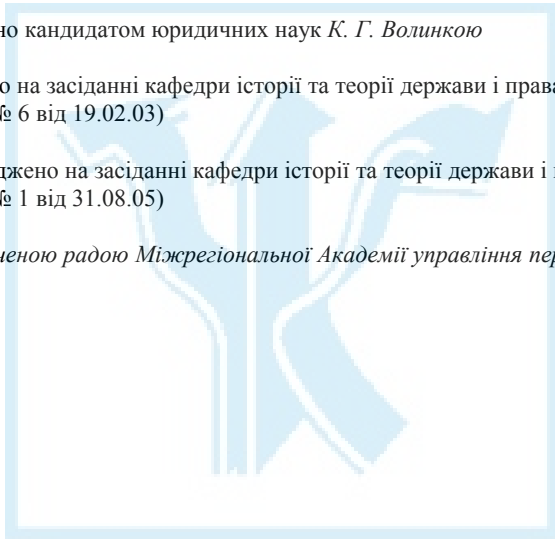 но кандидатом юридичних наук К. Г. Волинкою
о на засіданні кафедри історії та теорії держави і права
№ 6 від 19.02.03)
джено на засіданні кафедри історії та теорії держави і
№ 1 від 31.08.05)
ченою радою Міжрегіональної Академії управління